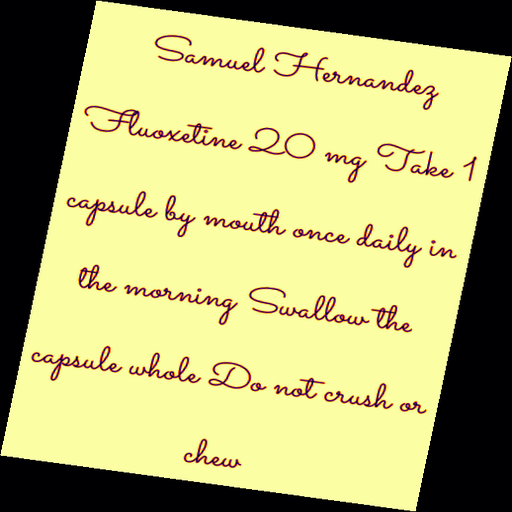 Samuel Hernandez
Fluoxetine 20 mg Take 1
capsule by mouth once daily in
the morning Swallow the
capsule whole Do not crush or
chew